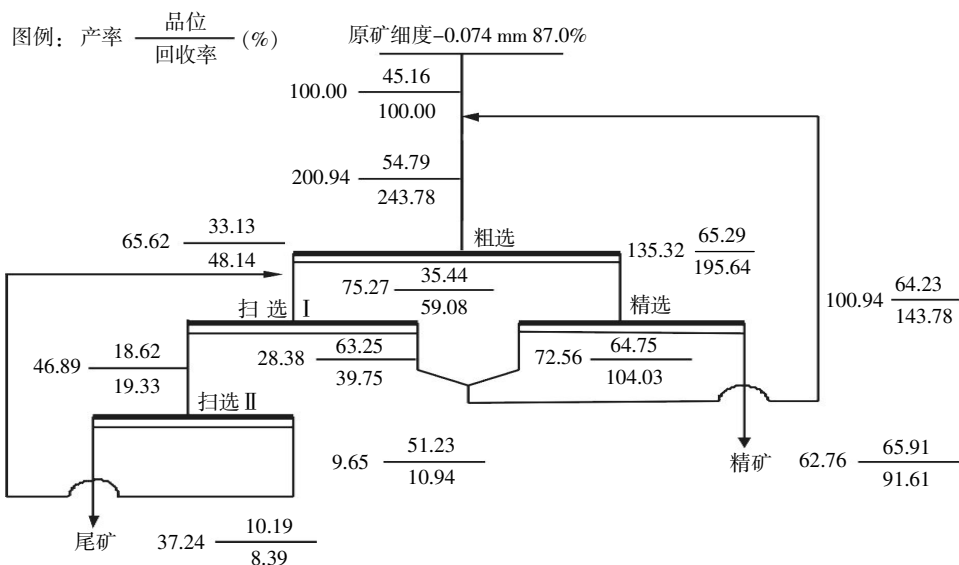 图例：产率 品位 / 回收率 (%)
原矿细度-0.074 mm 87.0%
100.00 45.16 / 100.00
200.94 54.79 / 243.78
粗选
65.62 33.13 / 48.14
135.32 65.29 / 195.64
75.27 35.44 / 59.08
100.94 64.23 / 143.78
扫选Ⅰ
精选
46.89 18.62 / 19.33
28.38 63.25 / 39.75
72.56 64.75 / 104.03
扫选Ⅱ
9.65 51.23 / 10.94
精矿
62.76 65.91 / 91.61
尾矿
37.24 10.19 / 8.39